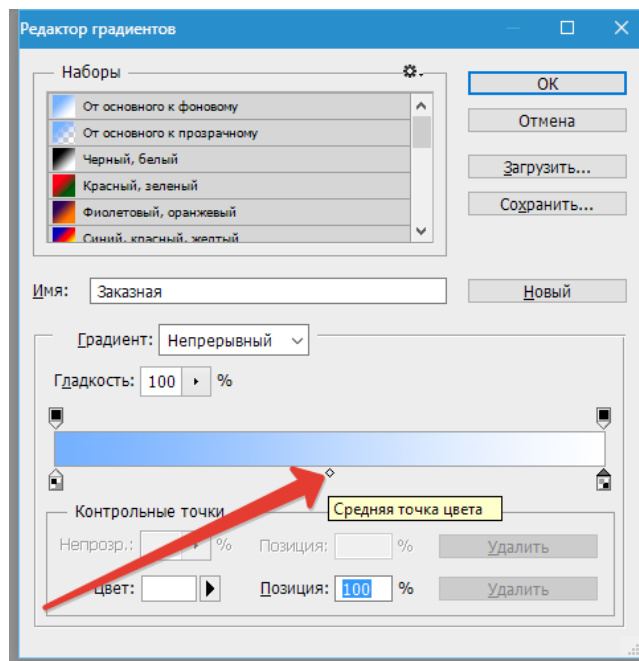 Редактор градиентов
Наборы
OK
От основного к фоновому
От основного к прозрачному
Отмена
Черный, белый
Красный, зеленый
Загрузить...
Фиолетовый, оранжевый
Сохранить...
Синий, красный, желтый
Имя: Заказная
Новый
Градиент: Непрерывный
Гладкость: 100 %
Средняя точка цвета
Контрольные точки
Непрозр.: % Позиция: % Удалить
Цвет: Позиция: 100 % Удалить